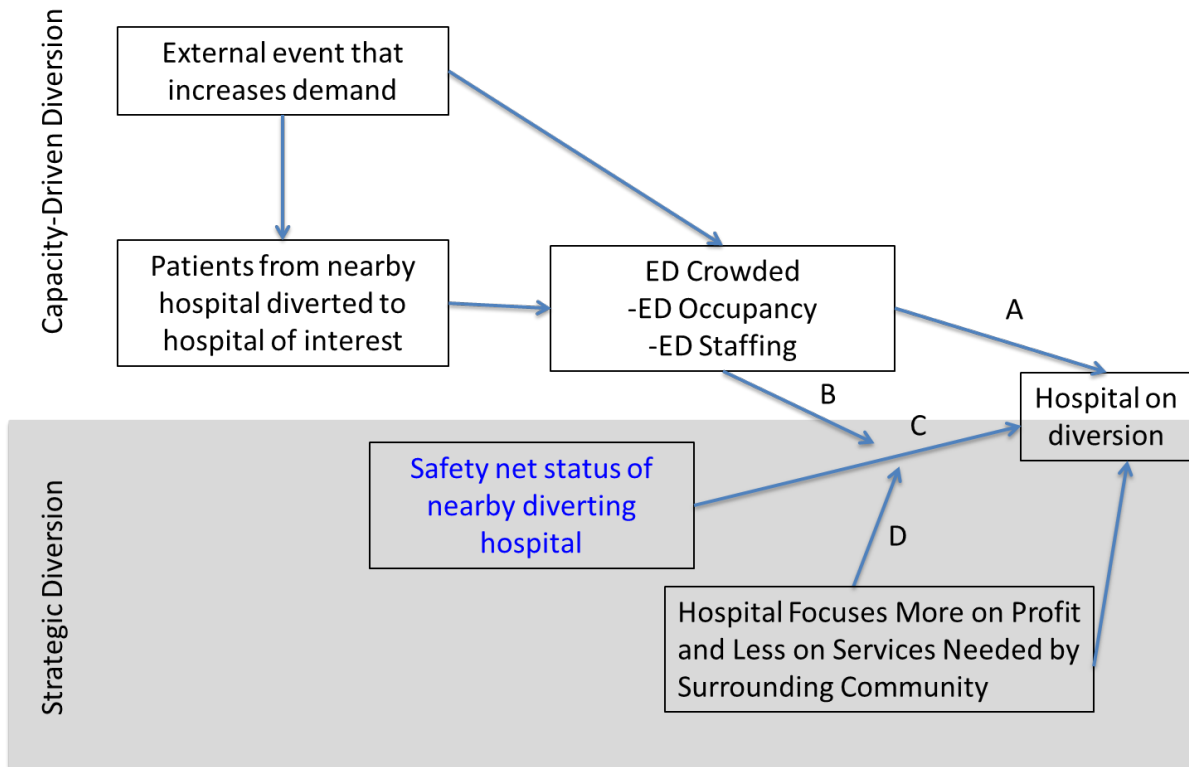 Capacity-Driven Diversion
External event that
increases demand
Patients from nearby
hospital diverted to
hospital of interest
ED Crowded
-ED Occupancy
-ED Staffing
A
B
Hospital on
diversion
C
Strategic Diversion
Safety net status of
nearby diverting
hospital
D
Hospital Focuses More on Profit
and Less on Services Needed by
Surrounding Community